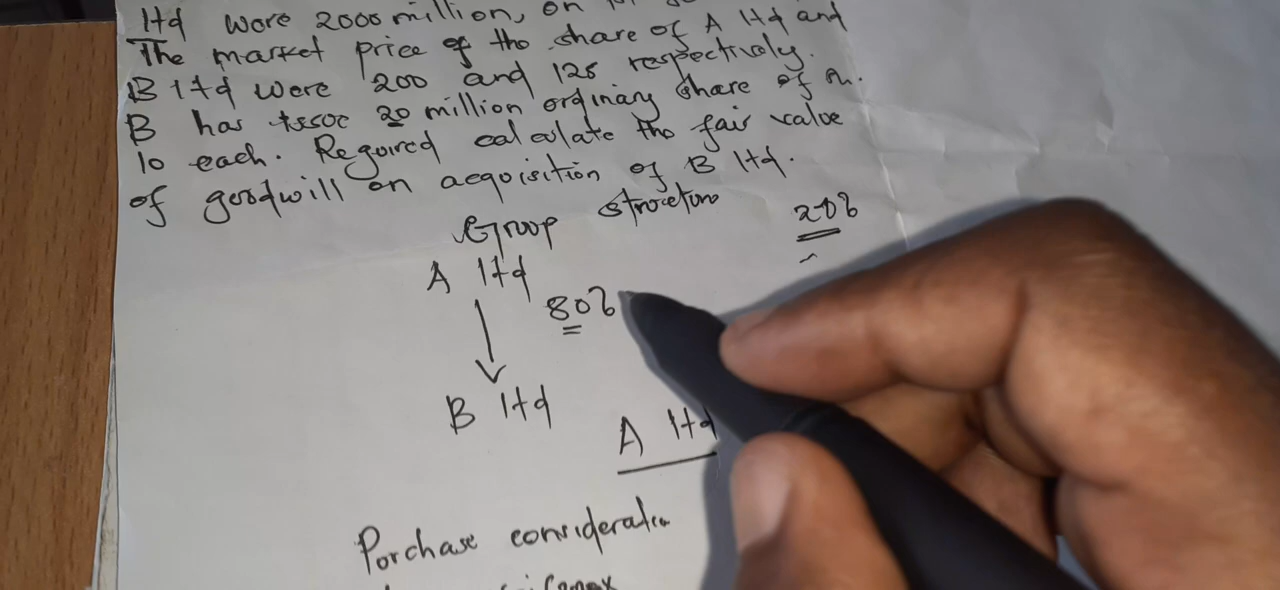 ltd were 2000 million, on
The market price of the share of A ltd and
B ltd were 200 and 125 respectively.
B has issue 20 million ordinary share of
10 each. Required calculate the fair value
of goodwill on acquisition of B ltd.
Group structure
20%
A ltd
80%
B ltd
A ltd
Purchase consideration